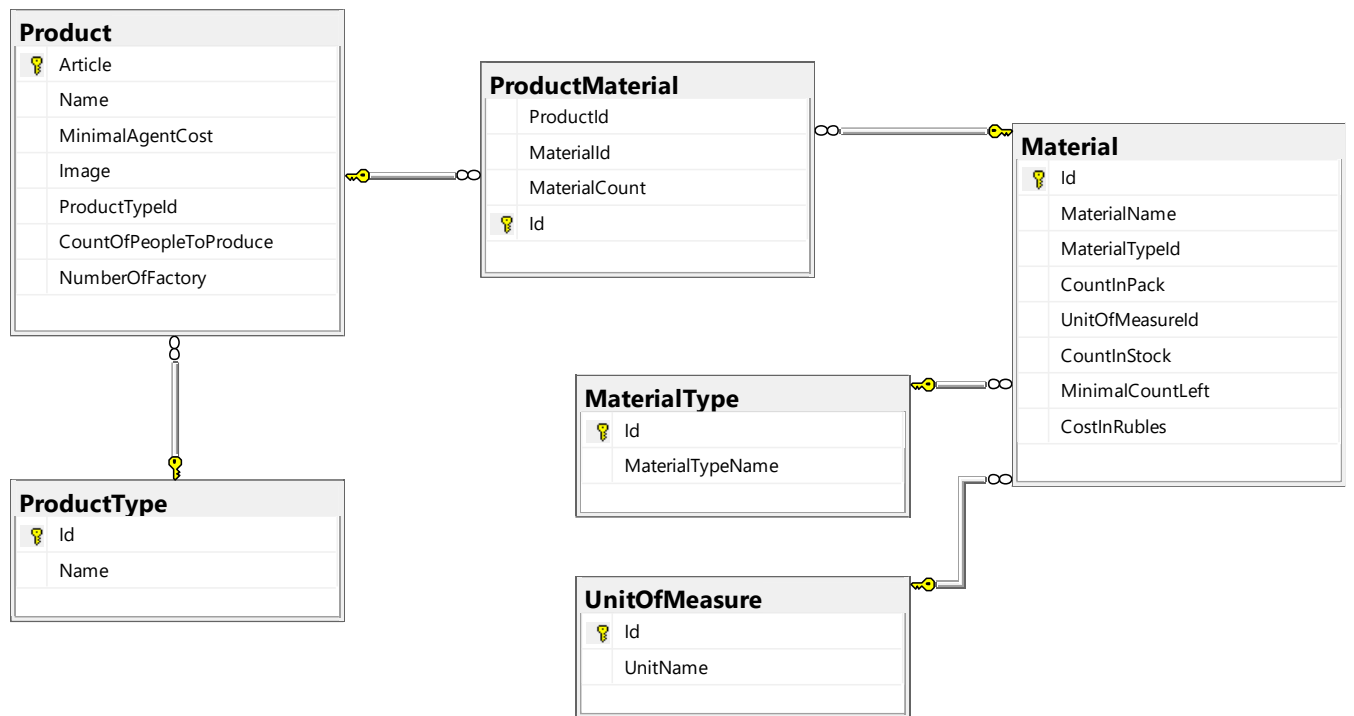 Product
Article
Name
MinimalAgentCost
Image
ProductTypeId
CountOfPeopleToProduce
NumberOfFactory
ProductMaterial
ProductId
MaterialId
MaterialCount
Id
Material
Id
MaterialName
MaterialTypeId
CountInPack
UnitOfMeasureId
CountInStock
MinimalCountLeft
CostInRubles
MaterialType
Id
MaterialTypeName
ProductType
Id
Name
UnitOfMeasure
Id
UnitName